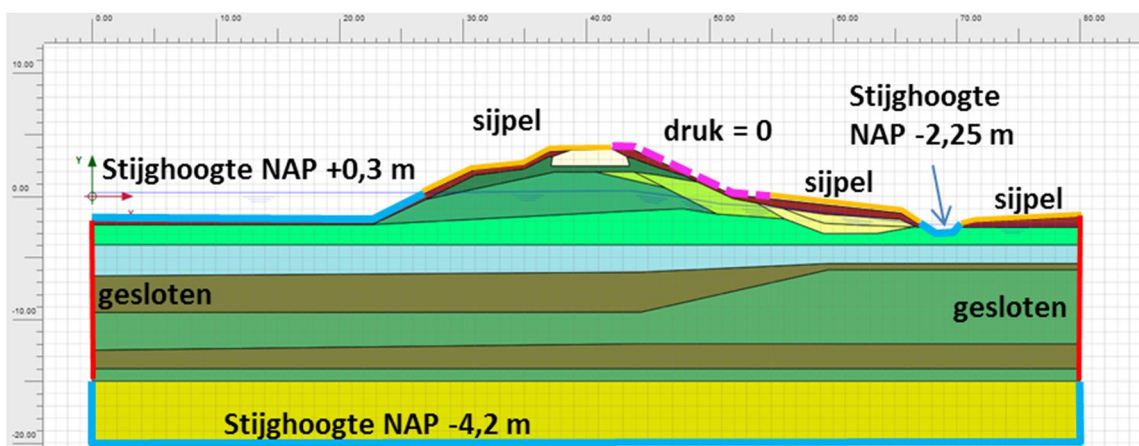 0.00 10.00 20.00 30.00 40.00 50.00 60.00 70.00 80.00
10.00
Stijghoogte
NAP -2,25 m
sijpel
druk = 0
Y
Stijghoogte NAP +0,3 m
sijpel
sijpel
0.00
X
gesloten
gesloten
-10.00
Stijghoogte NAP -4,2 m
-20.00